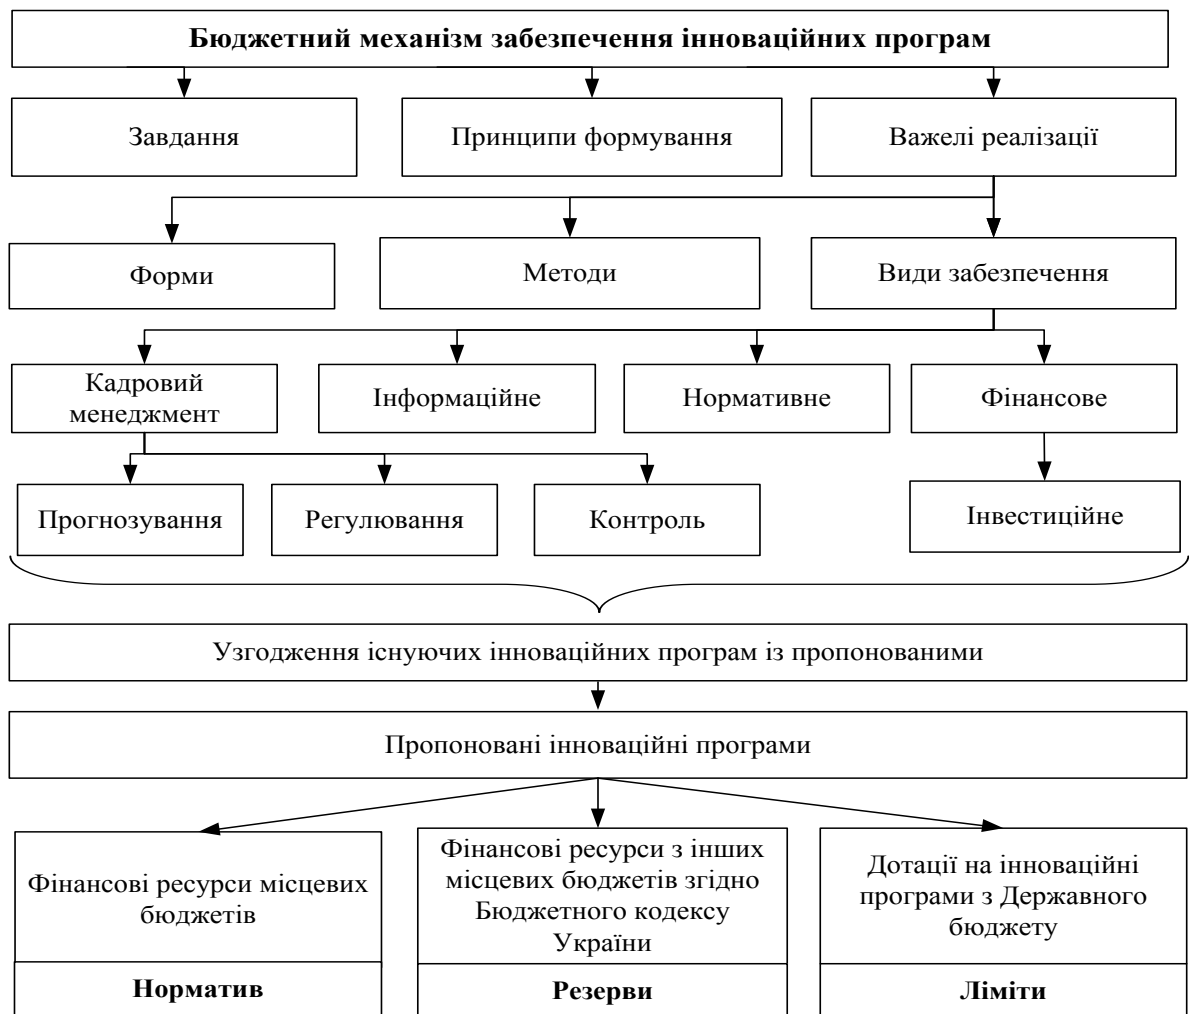 Бюджетний механізм забезпечення інноваційних програм
Завдання
Принципи формування
Важелі реалізації
Форми
Методи
Види забезпечення
Кадровий
менеджмент
Інформаційне
Нормативне
Фінансове
Прогнозування
Регулювання
Контроль
Інвестиційне
Узгодження існуючих інноваційних програм із пропонованими
Пропоновані інноваційні програми
Фінансові ресурси місцевих
бюджетів
Фінансові ресурси з інших
місцевих бюджетів згідно
Бюджетного кодексу
України
Дотації на інноваційні
програми з Державного
бюджету
Норматив
Резерви
Ліміти